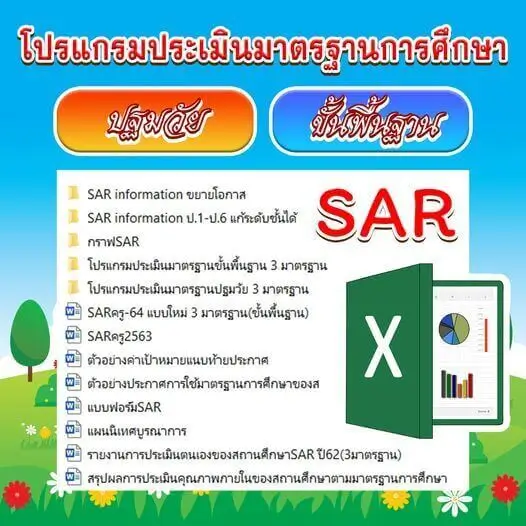 โปรแกรมประเมินมาตรฐานการศึกษา
ปฐมวัย
ขั้นพื้นฐาน
SAR information ขยายโอกาส
SAR information ป.1-ป.6 แก้ระดับชั้นได้
กราฟSAR
โปรแกรมประเมินมาตรฐานขั้นพื้นฐาน 3 มาตรฐาน
โปรแกรมประเมินมาตรฐานปฐมวัย 3 มาตรฐาน
SARครู-64 แบบใหม่ 3 มาตรฐาน(ขั้นพื้นฐาน)
SARครู2563
ตัวอย่างค่าเป้าหมายแนบท้ายประกาศ
ตัวอย่างประกาศการใช้มาตรฐานการศึกษาของส
แบบฟอร์มSAR
แผนนิเทศบูรณาการ
รายงานการประเมินตนเองของสถานศึกษาSAR ปี62(3มาตรฐาน)
สรุปผลการประเมินคุณภาพภายในของสถานศึกษาตามมาตรฐานการศึกษา
SAR
X